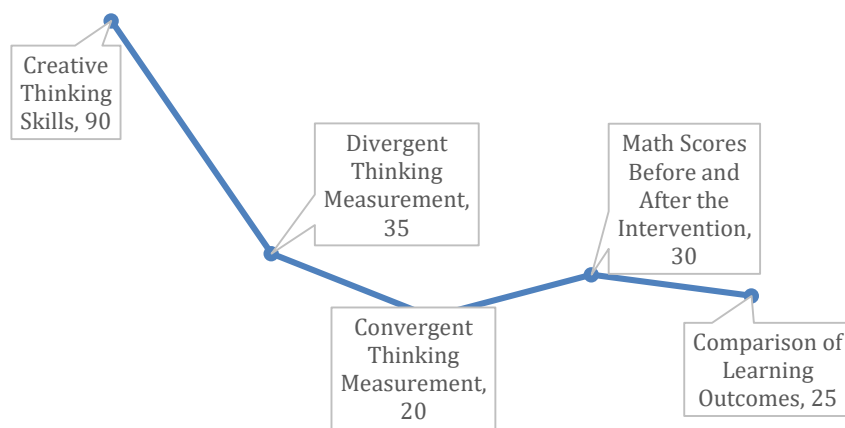 Creative
Thinking
Skills, 90
Divergent
Thinking
Measurement,
35
Convergent
Thinking
Measurement,
20
Math Scores
Before and
After the
Intervention,
30
Comparison of
Learning
Outcomes, 25